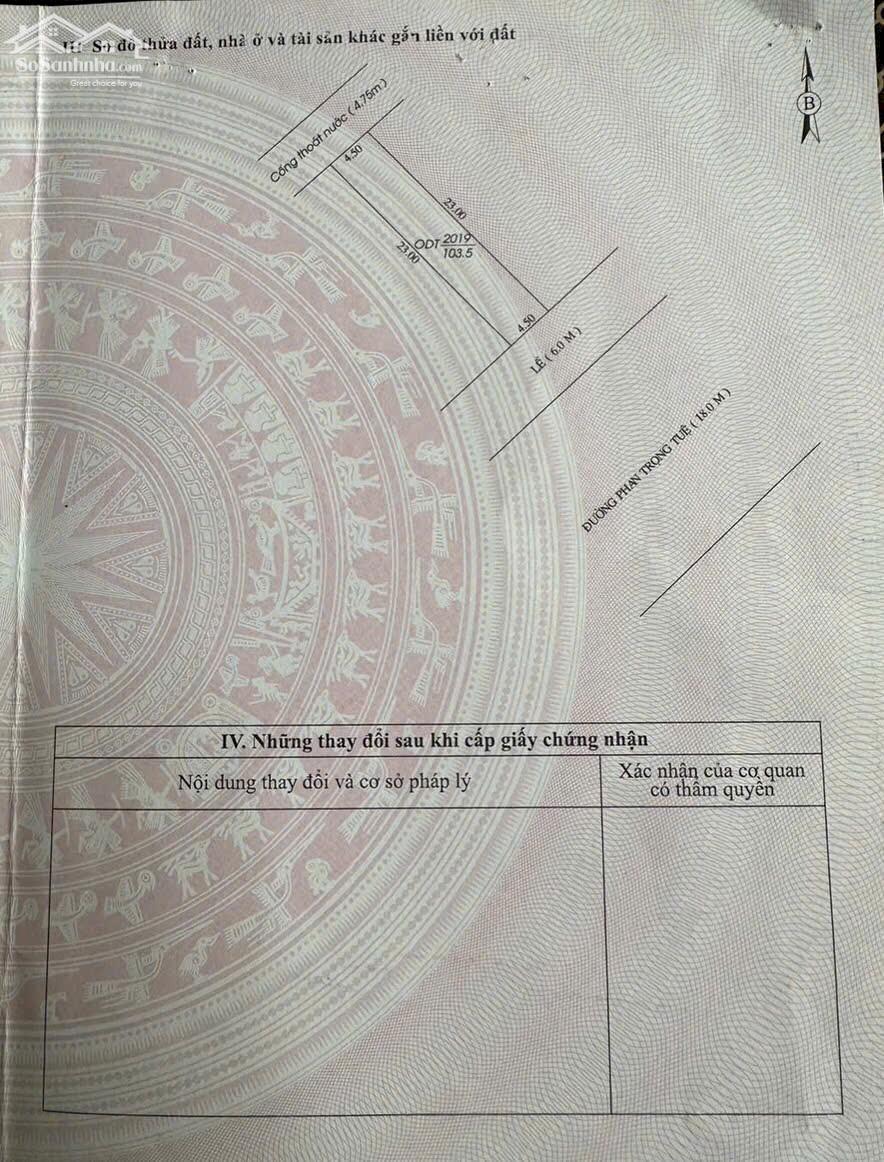 SoSanhnha.com
Great choice for you
III. Sơ đồ thửa đất, nhà ở và tài sản khác gắn liền với đất
B
Cống thoát nước ( 4,75m )
4.50
23.00
ODT 2019
103.5
23.00
4.50
LỀ ( 6.0 M )
ĐƯỜNG PHAN TRỌNG TUỆ ( 18.0 M )
IV. Những thay đổi sau khi cấp giấy chứng nhận
Nội dung thay đổi và cơ sở pháp lý
Xác nhận của cơ quan
có thẩm quyền